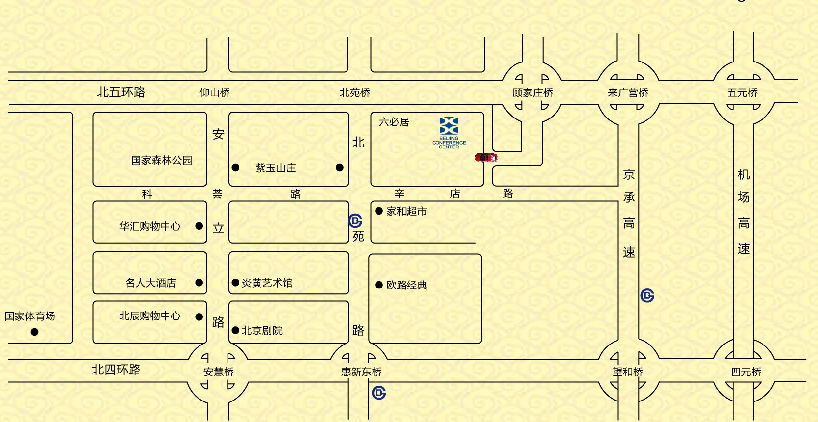 北五环路
仰山桥
北苑桥
顾家庄桥
来广营桥
五元桥
安立路
北苑路
六必居
BEIJING
CONFERENCE
CENTER
国家森林公园
紫玉山庄
科荟路
辛店路
京承高速
机场高速
华汇购物中心
家和超市
名人大酒店
炎黄艺术馆
欧路经典
国家体育场
北辰购物中心
北京剧院
北四环路
安慧桥
惠新东桥
望和桥
四元桥